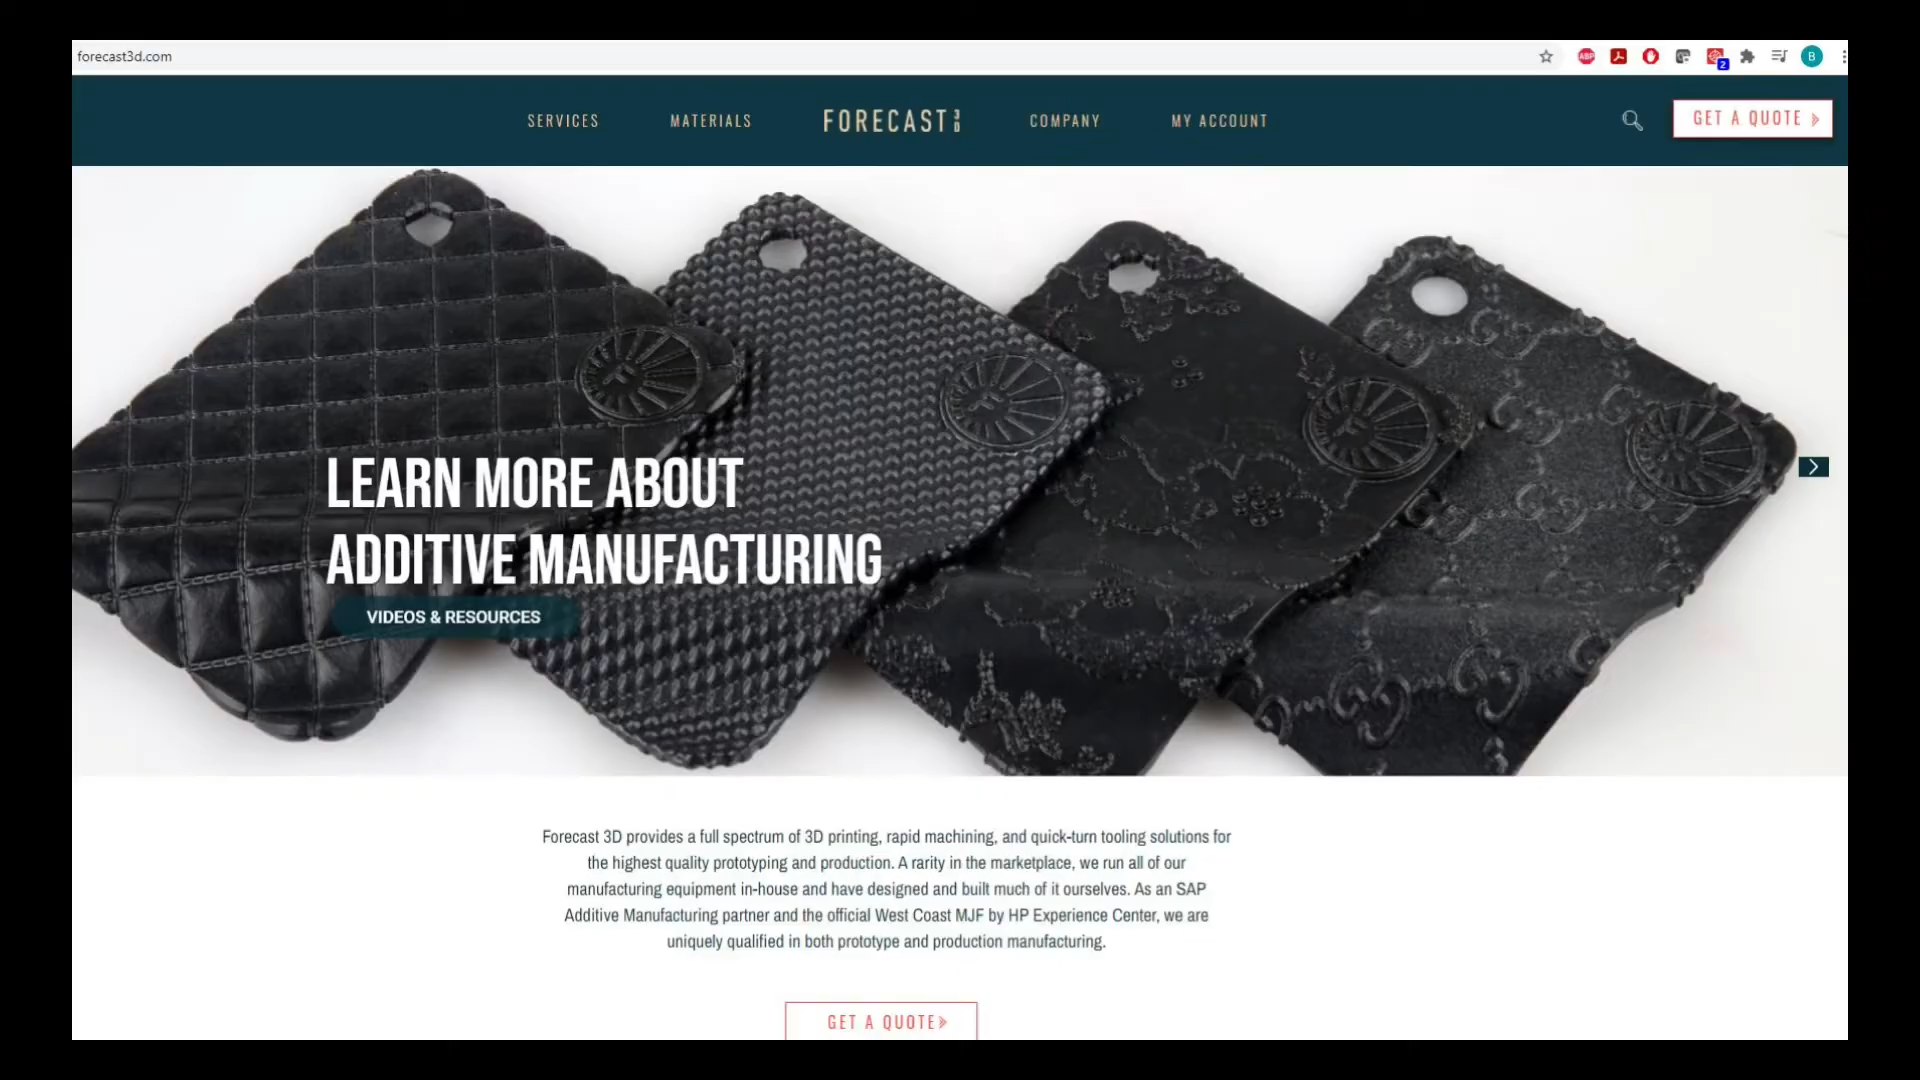 forecast3d.com
ABP
2
B
SERVICES
MATERIALS
FORECAST 3D
COMPANY
MY ACCOUNT
GET A QUOTE
LEARN MORE ABOUT
ADDITIVE MANUFACTURING
VIDEOS & RESOURCES
Forecast 3D provides a full spectrum of 3D printing, rapid machining, and quick-turn tooling solutions for
the highest quality prototyping and production. A rarity in the marketplace, we run all of our
manufacturing equipment in-house and have designed and built much of it ourselves. As an SAP
Additive Manufacturing partner and the official West Coast MJF by HP Experience Center, we are
uniquely qualified in both prototype and production manufacturing.
GET A QUOTE